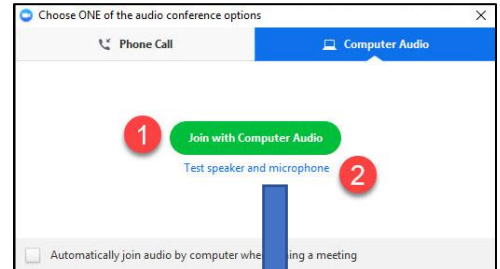 Choose ONE of the audio conference options
Phone Call
Computer Audio
1
Join with Computer Audio
Test speaker and microphone
2
Automatically join audio by computer ing a meeting